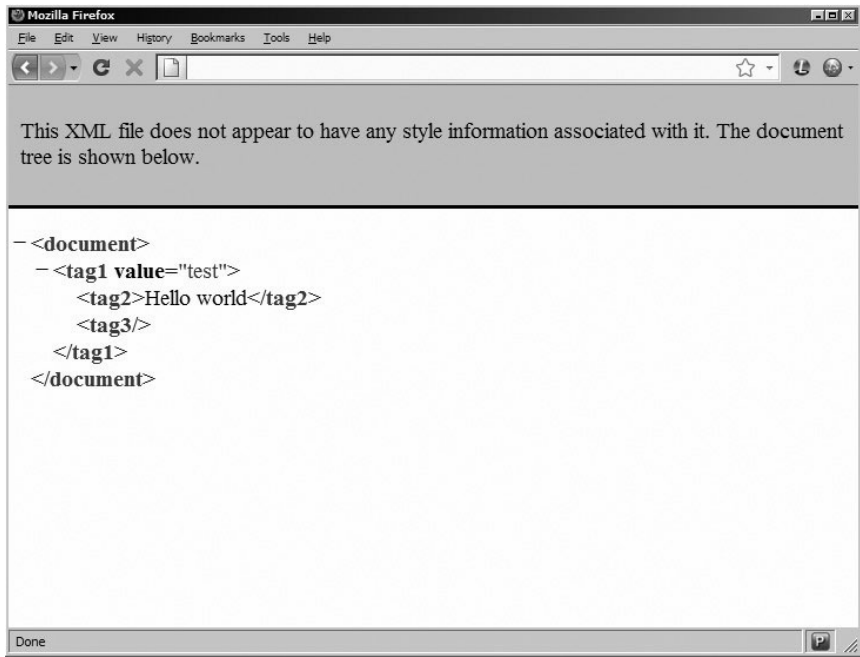 Mozilla Firefox
File Edit View History Bookmarks Tools Help
This XML file does not appear to have any style information associated with it. The document
tree is shown below.
− <document>
− <tag1 value="test">
<tag2>Hello world</tag2>
<tag3/>
</tag1>
</document>
Done
P